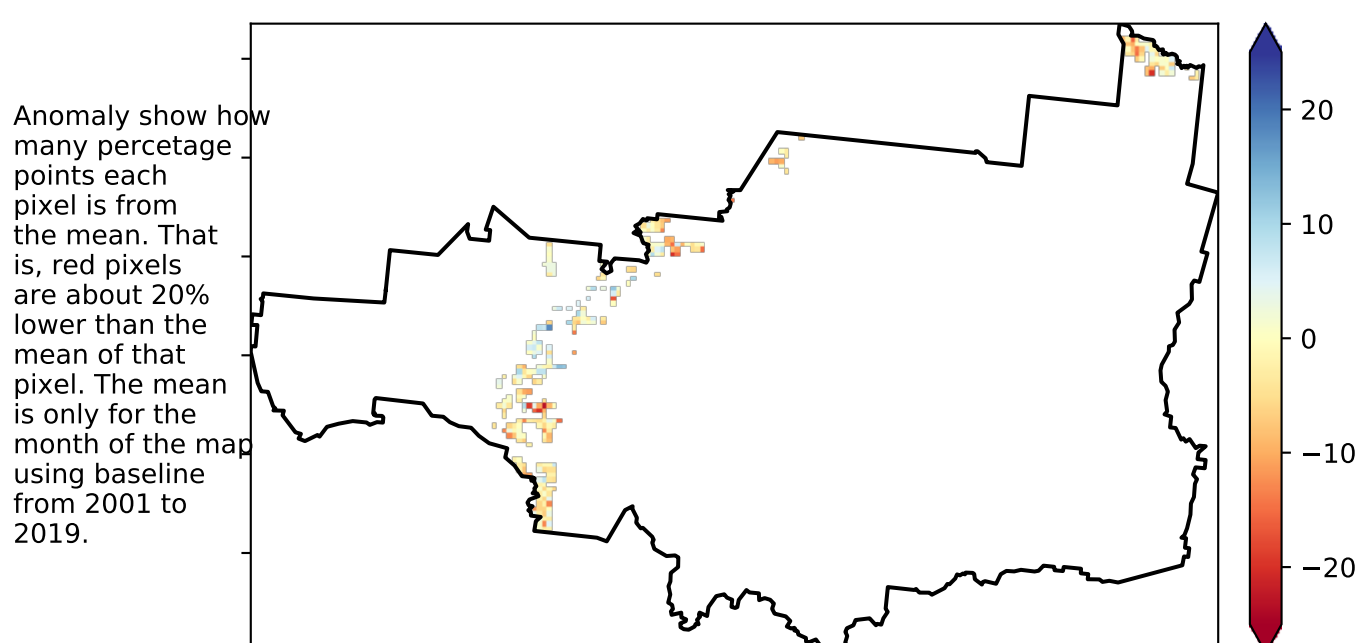 Anomaly show how
many percetage
points each
pixel is from
the mean. That
is, red pixels
are about 20%
lower than the
mean of that
pixel. The mean
is only for the
month of the map
using baseline
from 2001 to
2019.
20
10
0
−10
−20